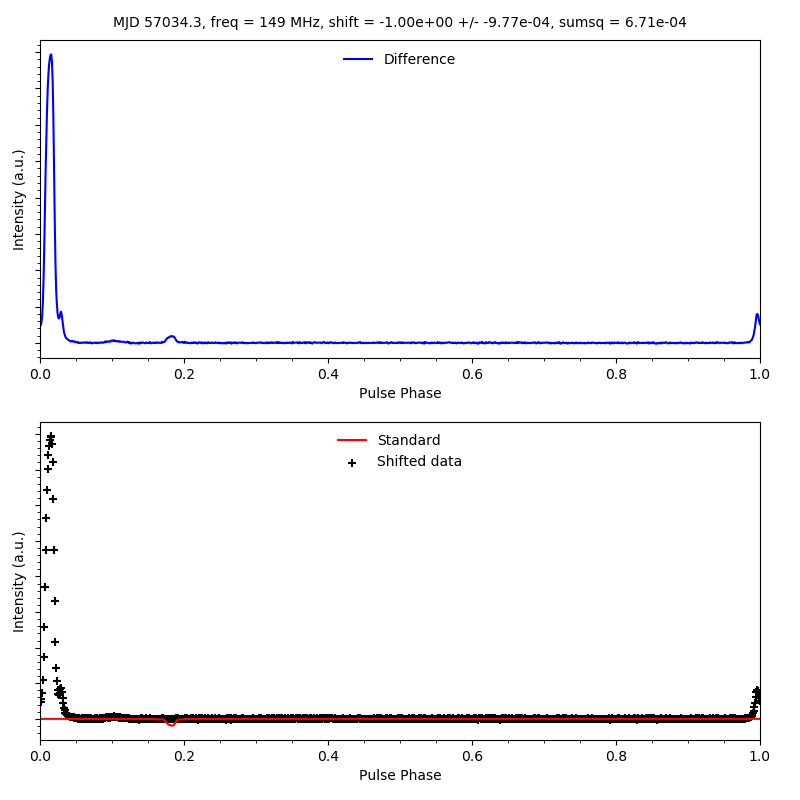 MJD 57034.3, freq = 149 MHz, shift = -1.00e+00 +/- -9.77e-04, sumsq = 6.71e-04
Difference
Intensity (a.u.)
0.0 0.2 0.4 0.6 0.8 1.0
Pulse Phase
Standard
Shifted data
Intensity (a.u.)
0.0 0.2 0.4 0.6 0.8 1.0
Pulse Phase